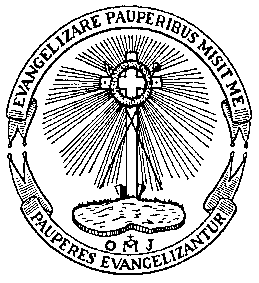 EVANGELIZARE PAUPERIBUS MISIT ME
O M J
PAUPERES EVANGELIZANTUR